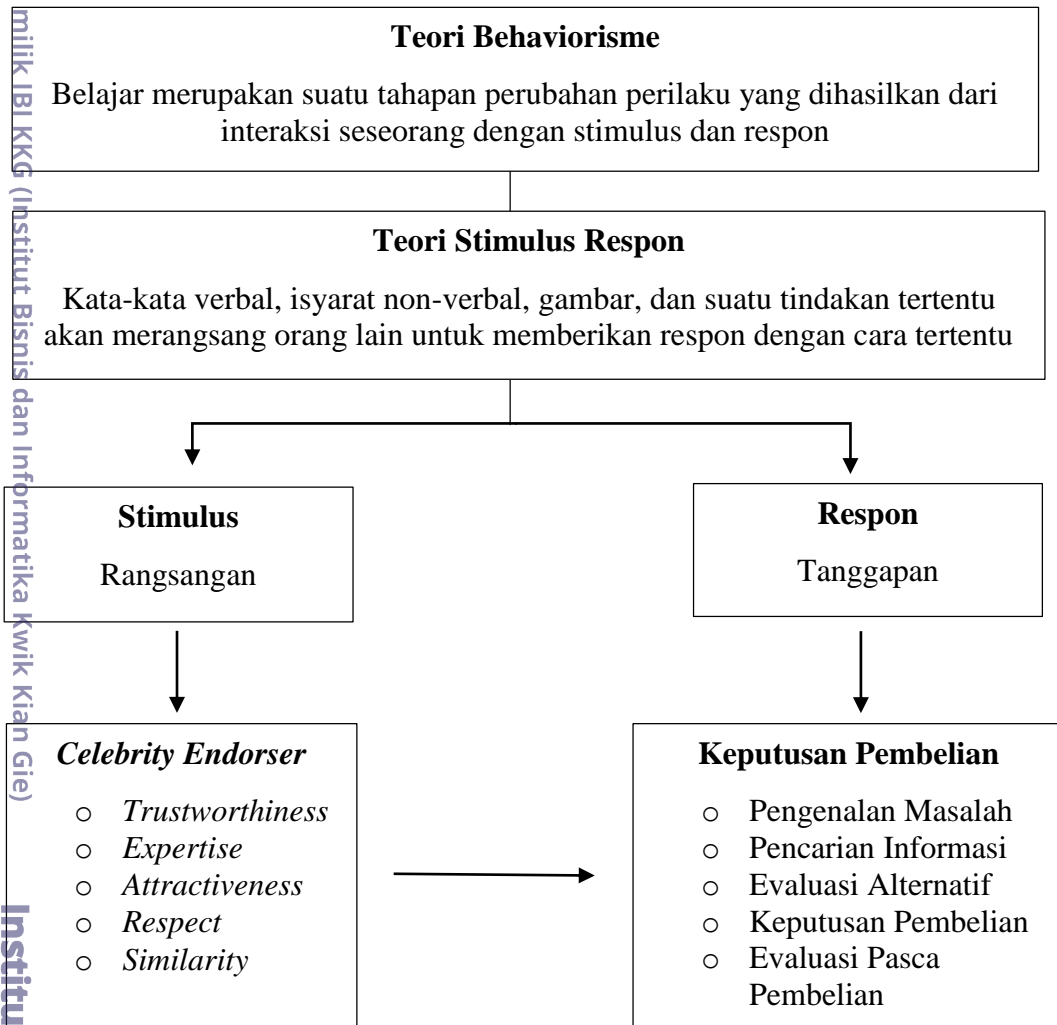 Teori Behaviorisme
Belajar merupakan suatu tahapan perubahan perilaku yang dihasilkan dari
interaksi seseorang dengan stimulus dan respon
Teori Stimulus Respon
Kata-kata verbal, isyarat non-verbal, gambar, dan suatu tindakan tertentu
akan merangsang orang lain untuk memberikan respon dengan cara tertentu
Stimulus
Rangsangan
Respon
Tanggapan
Celebrity Endorser
o Trustworthiness
o Expertise
o Attractiveness
o Respect
o Similarity
Keputusan Pembelian
o Pengenalan Masalah
o Pencarian Informasi
o Evaluasi Alternatif
o Keputusan Pembelian
o Evaluasi Pasca
Pembelian
milik IBI KKG (Institut Bisnis dan Informatika Kwik Kian Gie)
Institu